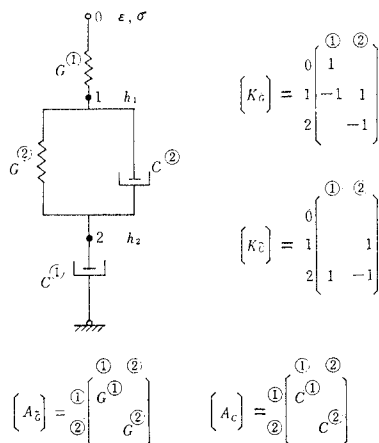 0 ε, σ
G①
1 h₁
G②
C②
2 h₂
C①
① ②
[K_G] =
0 1
1 -1 1
2 -1
① ②
[K_C̄] =
0
1 1
2 1 -1
① ②
[A_G̃] = ① G①
② G②
① ②
[A_C] = ① C①
② C②